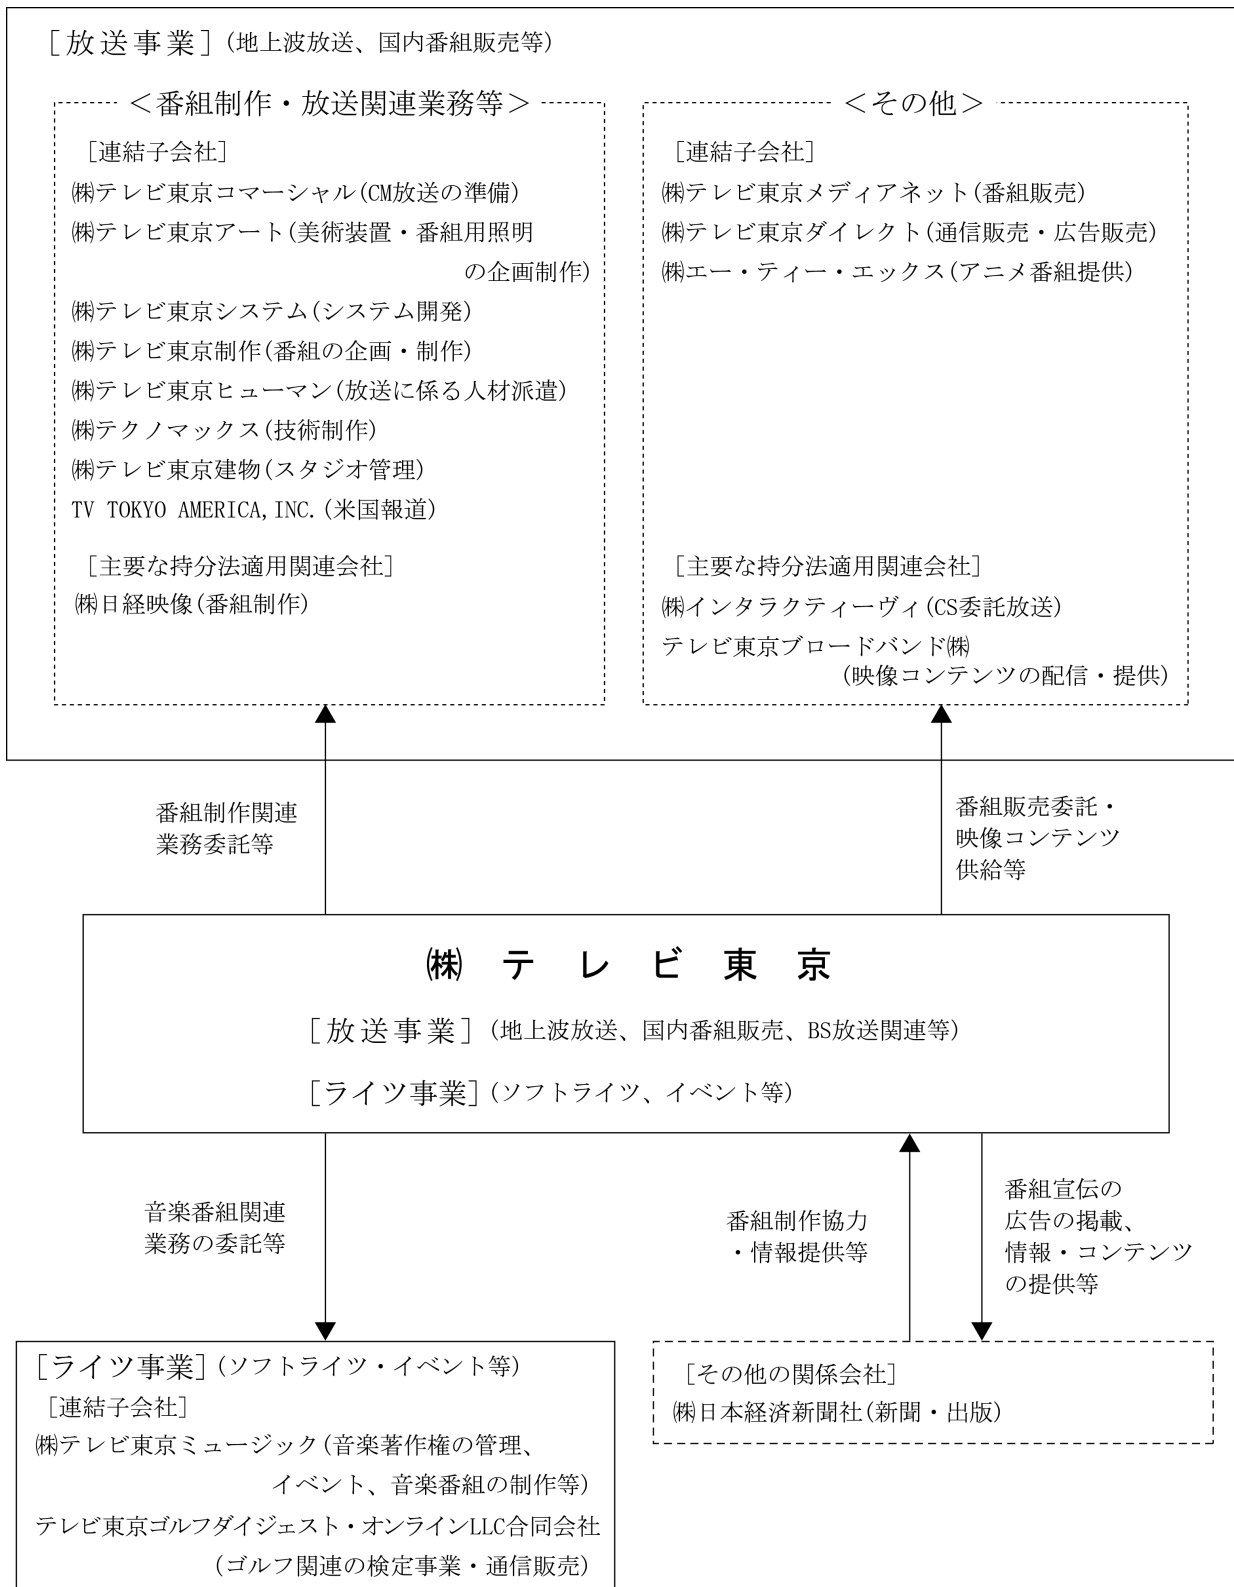 ［放送事業］(地上波放送、国内番組販売等)
＜番組制作・放送関連業務等＞
［連結子会社］
㈱テレビ東京コマーシャル(CM放送の準備)
㈱テレビ東京アート(美術装置・番組用照明
の企画制作)
㈱テレビ東京システム(システム開発)
㈱テレビ東京制作(番組の企画・制作)
㈱テレビ東京ヒューマン(放送に係る人材派遣)
㈱テクノマックス(技術制作)
㈱テレビ東京建物(スタジオ管理)
TV TOKYO AMERICA, INC.(米国報道)
［主要な持分法適用関連会社］
㈱日経映像(番組制作)
＜その他＞
［連結子会社］
㈱テレビ東京メディアネット(番組販売)
㈱テレビ東京ダイレクト(通信販売・広告販売)
㈱エー・ティー・エックス(アニメ番組提供)
［主要な持分法適用関連会社］
㈱インタラクティーヴィ(CS委託放送)
テレビ東京ブロードバンド㈱
(映像コンテンツの配信・提供)
番組制作関連
業務委託等
番組販売委託・
映像コンテンツ
供給等
㈱テレビ東京
［放送事業］(地上波放送、国内番組販売、BS放送関連等)
［ライツ事業］(ソフトライツ、イベント等)
音楽番組関連
業務の委託等
番組制作協力
・情報提供等
番組宣伝の
広告の掲載、
情報・コンテンツ
の提供等
［ライツ事業］(ソフトライツ・イベント等)
［連結子会社］
㈱テレビ東京ミュージック(音楽著作権の管理、
イベント、音楽番組の制作等)
テレビ東京ゴルフダイジェスト・オンラインLLC合同会社
(ゴルフ関連の検定事業・通信販売)
［その他の関係会社］
㈱日本経済新聞社(新聞・出版)